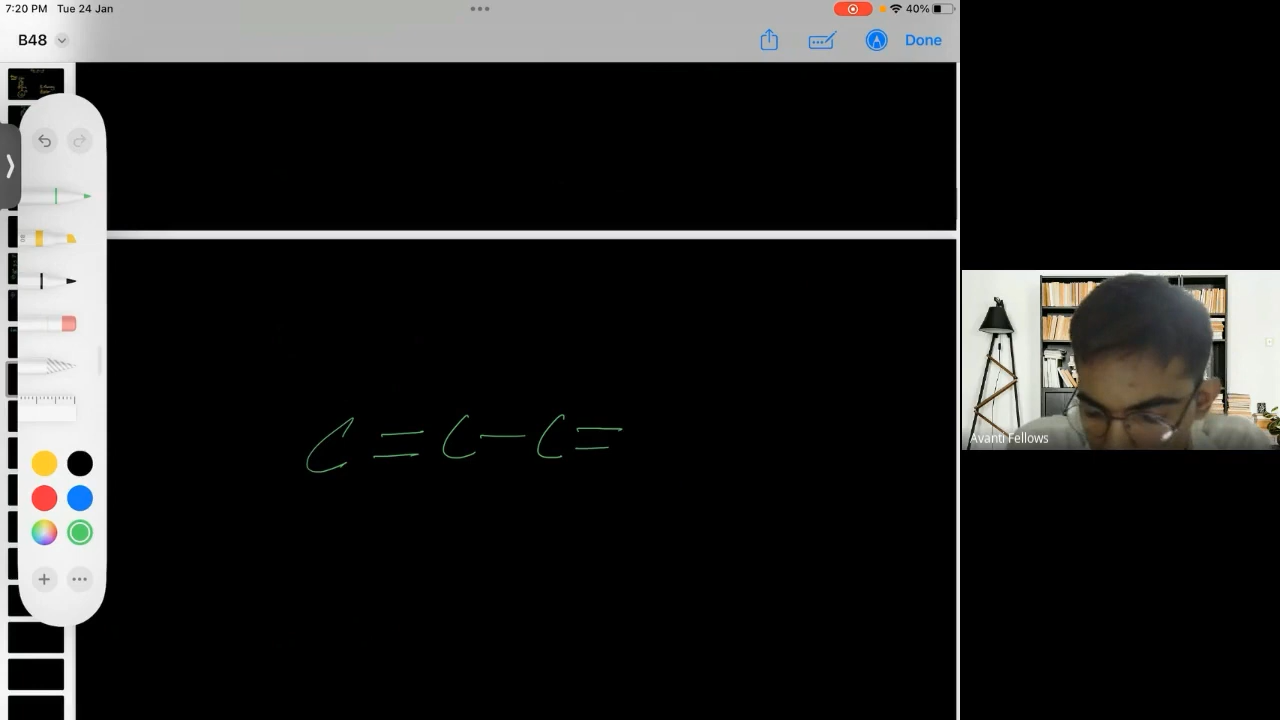 7:20 PM Tue 24 Jan
40%
B48
Done
C = C - C =
Avanti Fellows